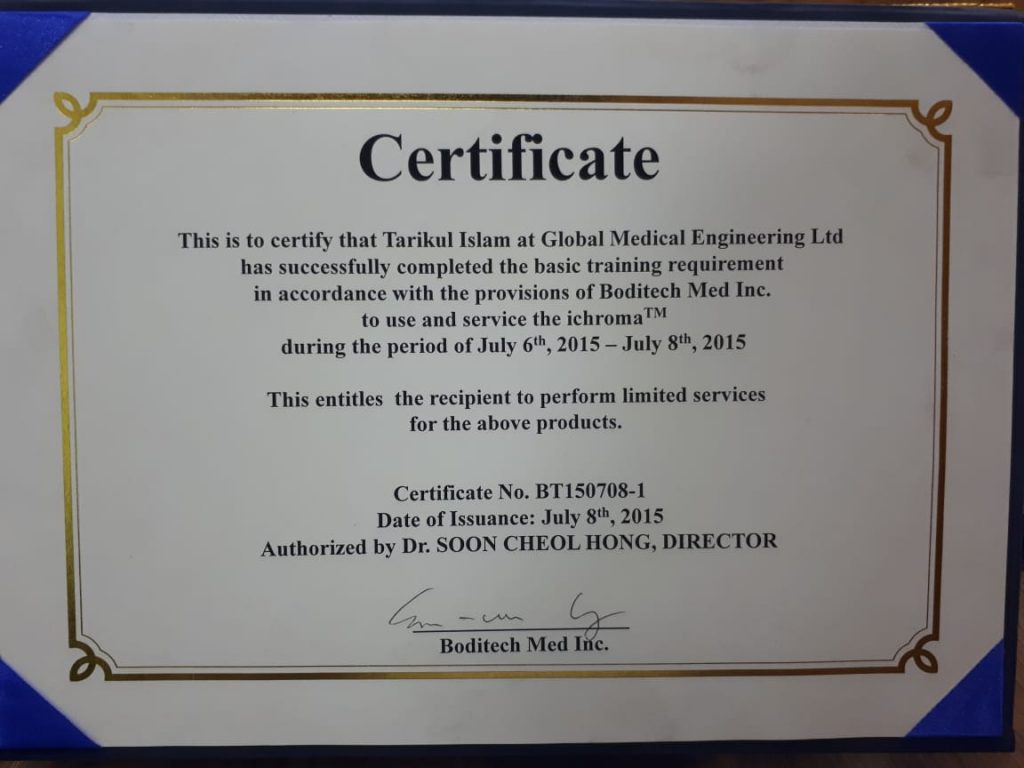 Certificate
This is to certify that Tarikul Islam at Global Medical Engineering Ltd
has successfully completed the basic training requirement
in accordance with the provisions of Boditech Med Inc.
to use and service the ichroma™
during the period of July 6th, 2015 – July 8th, 2015
This entitles the recipient to perform limited services
for the above products.
Certificate No. BT150708-1
Date of Issuance: July 8th, 2015
Authorized by Dr. SOON CHEOL HONG, DIRECTOR
Boditech Med Inc.